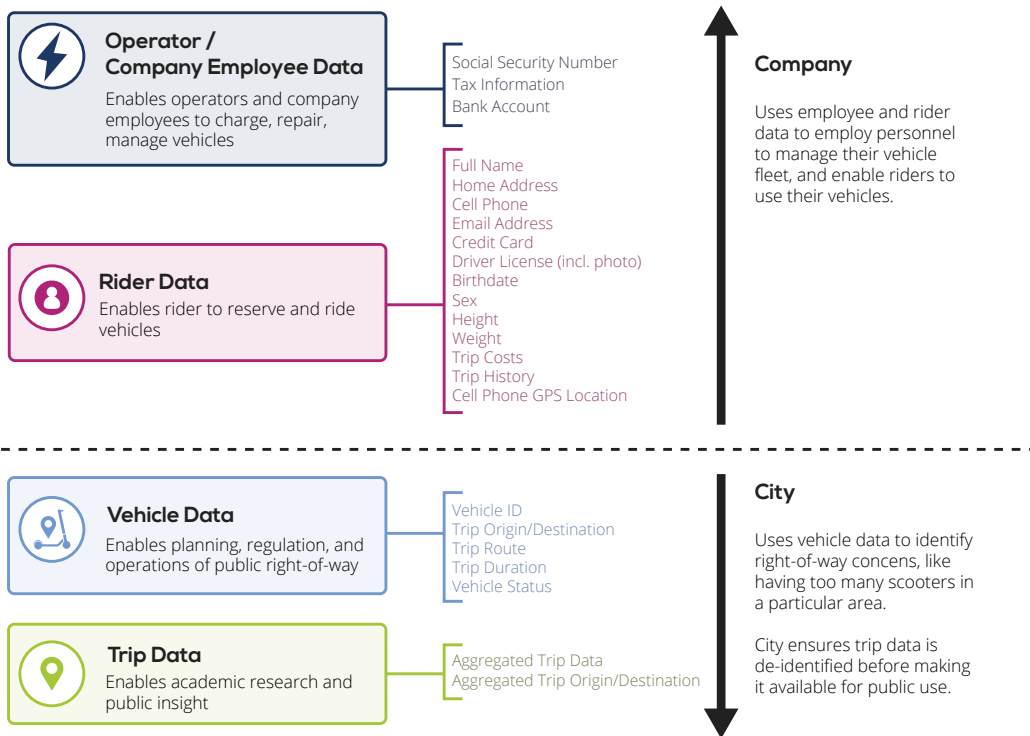 Operator /
Company Employee Data
Enables operators and company
employees to charge, repair,
manage vehicles
Social Security Number
Tax Information
Bank Account
Company
Uses employee and rider
data to employ personnel
to manage their vehicle
fleet, and enable riders to
use their vehicles.
Rider Data
Enables rider to reserve and ride
vehicles
Full Name
Home Address
Cell Phone
Email Address
Credit Card
Driver License (incl. photo)
Birthdate
Sex
Height
Weight
Trip Costs
Trip History
Cell Phone GPS Location
Vehicle Data
Enables planning, regulation, and
operations of public right-of-way
Vehicle ID
Trip Origin/Destination
Trip Route
Trip Duration
Vehicle Status
City
Uses vehicle data to identify
right-of-way concens, like
having too many scooters in
a particular area.
City ensures trip data is
de-identified before making
it available for public use.
Trip Data
Enables academic research and
public insight
Aggregated Trip Data
Aggregated Trip Origin/Destination